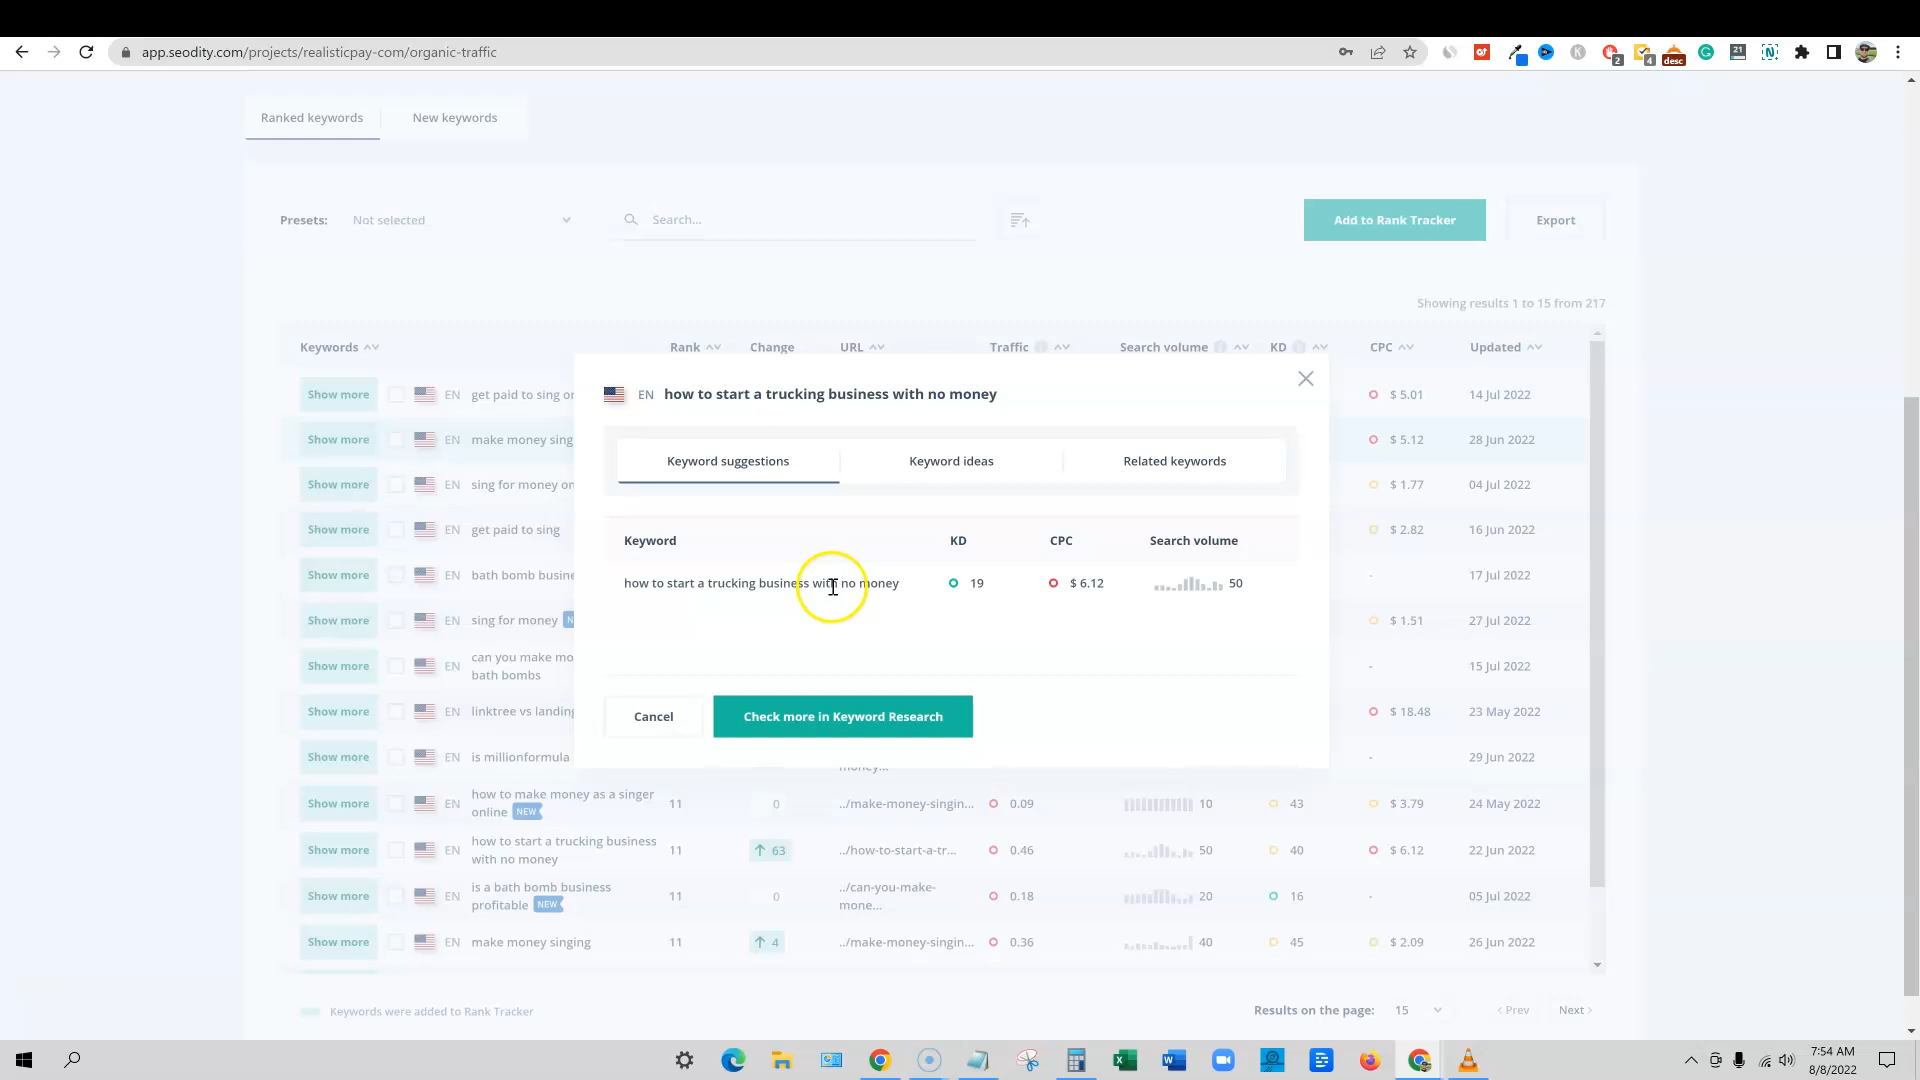 app.seodity.com/projects/realisticpay-com/organic-traffic
2
4
desc
21
Ranked keywords
New keywords
Presets:
Not selected
Search...
Add to Rank Tracker
Export
Showing results 1 to 15 from 217
Keywords
Rank
Change
URL
Traffic
Search volume
KD
CPC
Updated
EN how to start a trucking business with no money
Keyword suggestions
Keyword ideas
Related keywords
Keyword KD CPC Search volume
how to start a trucking business with no money 19 $ 6.12 50
Cancel
Check more in Keyword Research
Show more EN get paid to sing on $ 5.01 14 Jul 2022
Show more EN make money sing $ 5.12 28 Jun 2022
Show more EN sing for money on $ 1.77 04 Jul 2022
Show more EN get paid to sing $ 2.82 16 Jun 2022
Show more EN bath bomb busine - 17 Jul 2022
Show more EN sing for money N $ 1.51 27 Jul 2022
Show more EN can you make mo - 15 Jul 2022
bath bombs
Show more EN linktree vs landing $ 18.48 23 May 2022
Show more EN is millionformula - 29 Jun 2022
money...
Show more EN how to make money as a singer 11 0 ../make-money-singin... 0.09 10 43 $ 3.79 24 May 2022
online NEW
Show more EN how to start a trucking business 11 63 ../how-to-start-a-tr... 0.46 50 40 $ 6.12 22 Jun 2022
with no money
Show more EN is a bath bomb business 11 0 ../can-you-make- 0.18 20 16 - 05 Jul 2022
profitable NEW mone...
Show more EN make money singing 11 4 ../make-money-singin... 0.36 40 45 $ 2.09 26 Jun 2022
Keywords were added to Rank Tracker
Results on the page: 15
< Prev
Next >
7:54 AM
8/8/2022